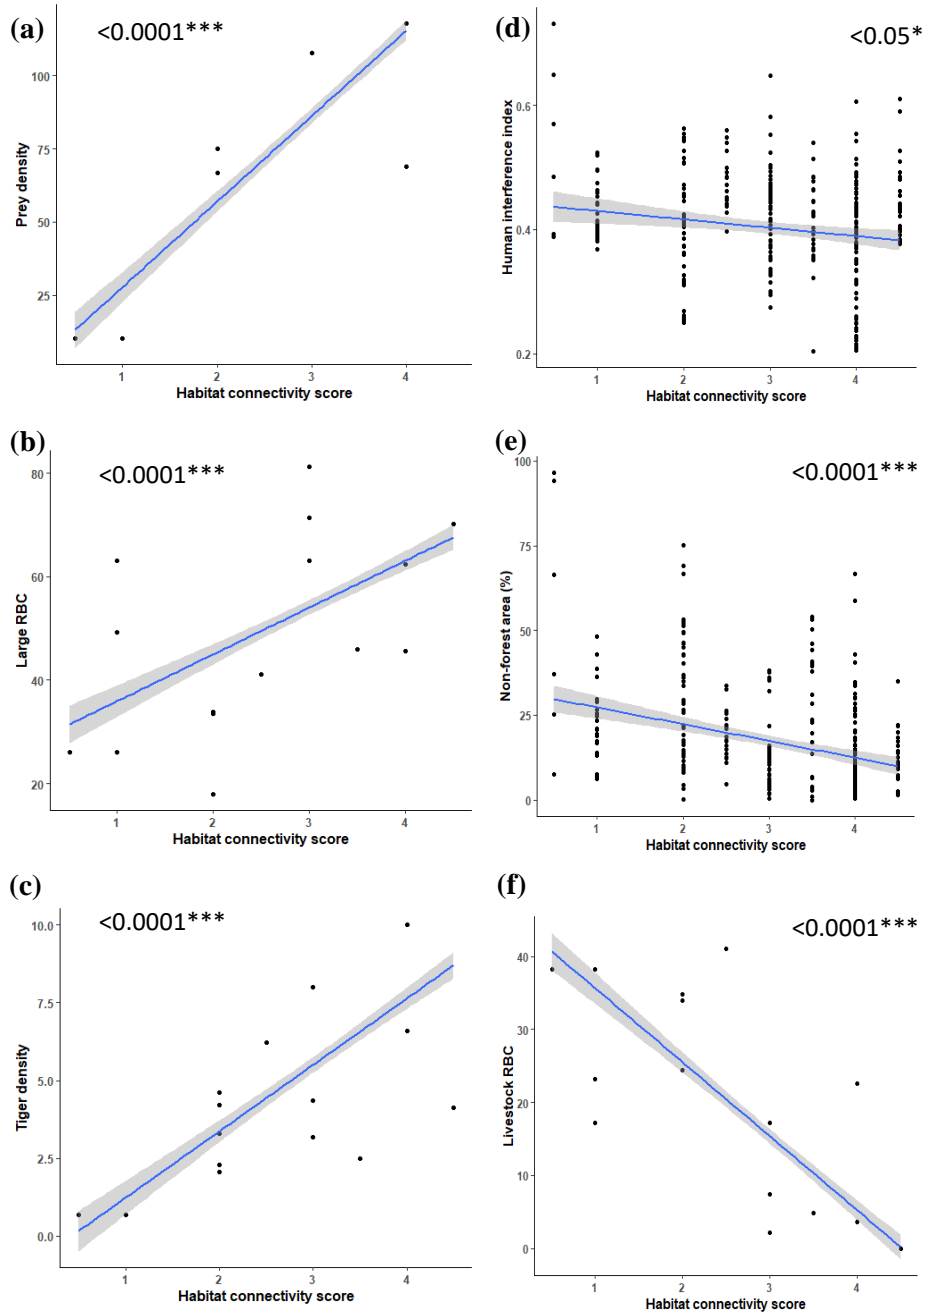 (a)
<0.0001***
Prey density
100
75
50
25
1 2 3 4
Habitat connectivity score
(d)
<0.05*
Human interference index
0.6
0.4
0.2
1 2 3 4
Habitat connectivity score
(b)
<0.0001***
Large RBC
80
60
40
20
1 2 3 4
Habitat connectivity score
(e)
<0.0001***
Non-forest area (%)
100
75
50
25
0
1 2 3 4
Habitat connectivity score
(c)
<0.0001***
Tiger density
10.0
7.5
5.0
2.5
0.0
1 2 3 4
Habitat connectivity score
(f)
<0.0001***
Livestock RBC
40
30
20
10
0
1 2 3 4
Habitat connectivity score